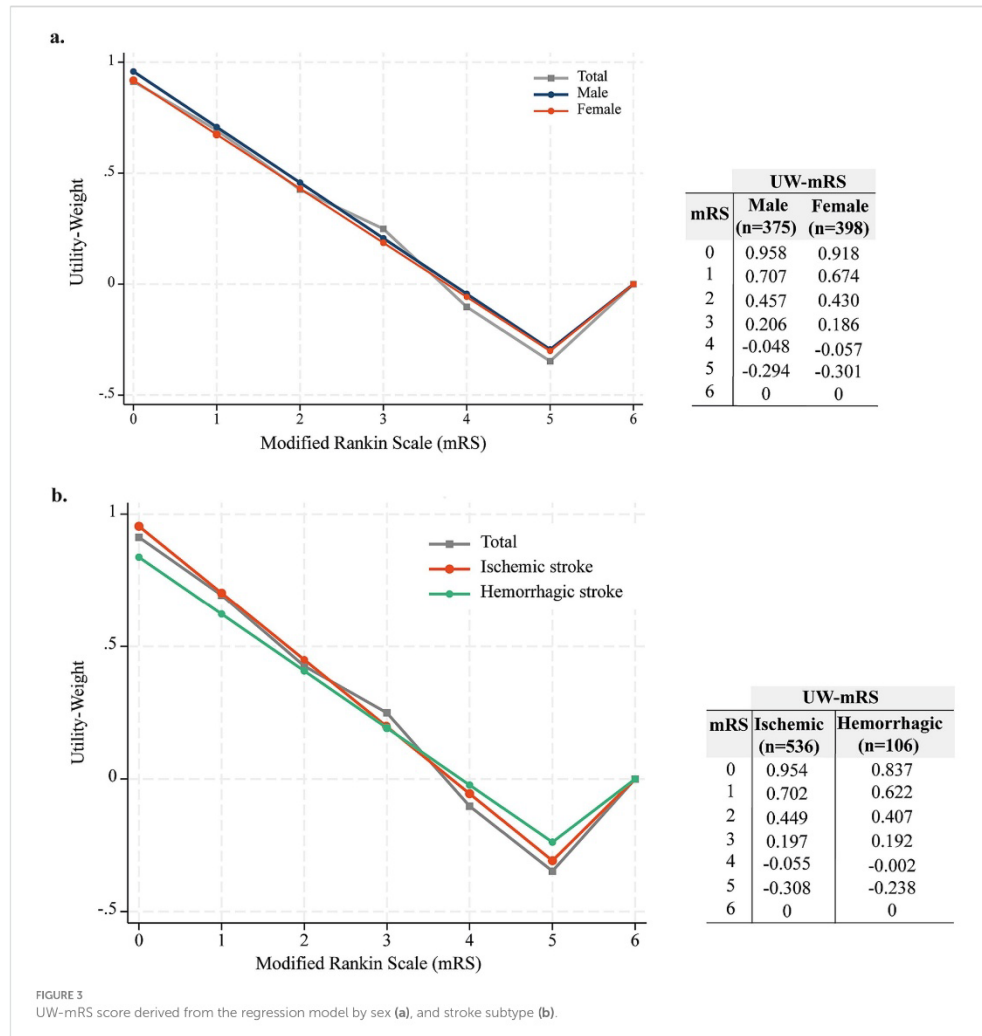 a.
1
.5
0
-.5
Utility-Weight
Total
Male
Female
0 1 2 3 4 5 6
Modified Rankin Scale (mRS)
UW-mRS
mRS Male Female
(n=375) (n=398)
0 0.958 0.918
1 0.707 0.674
2 0.457 0.430
3 0.206 0.186
4 -0.048 -0.057
5 -0.294 -0.301
6 0 0
b.
1
.5
0
-.5
Utility-Weight
Total
Ischemic stroke
Hemorrhagic stroke
0 1 2 3 4 5 6
Modified Rankin Scale (mRS)
UW-mRS
mRS Ischemic Hemorrhagic
(n=536) (n=106)
0 0.954 0.837
1 0.702 0.622
2 0.449 0.407
3 0.197 0.192
4 -0.055 -0.002
5 -0.308 -0.238
6 0 0
FIGURE 3
UW-mRS score derived from the regression model by sex (a), and stroke subtype (b).